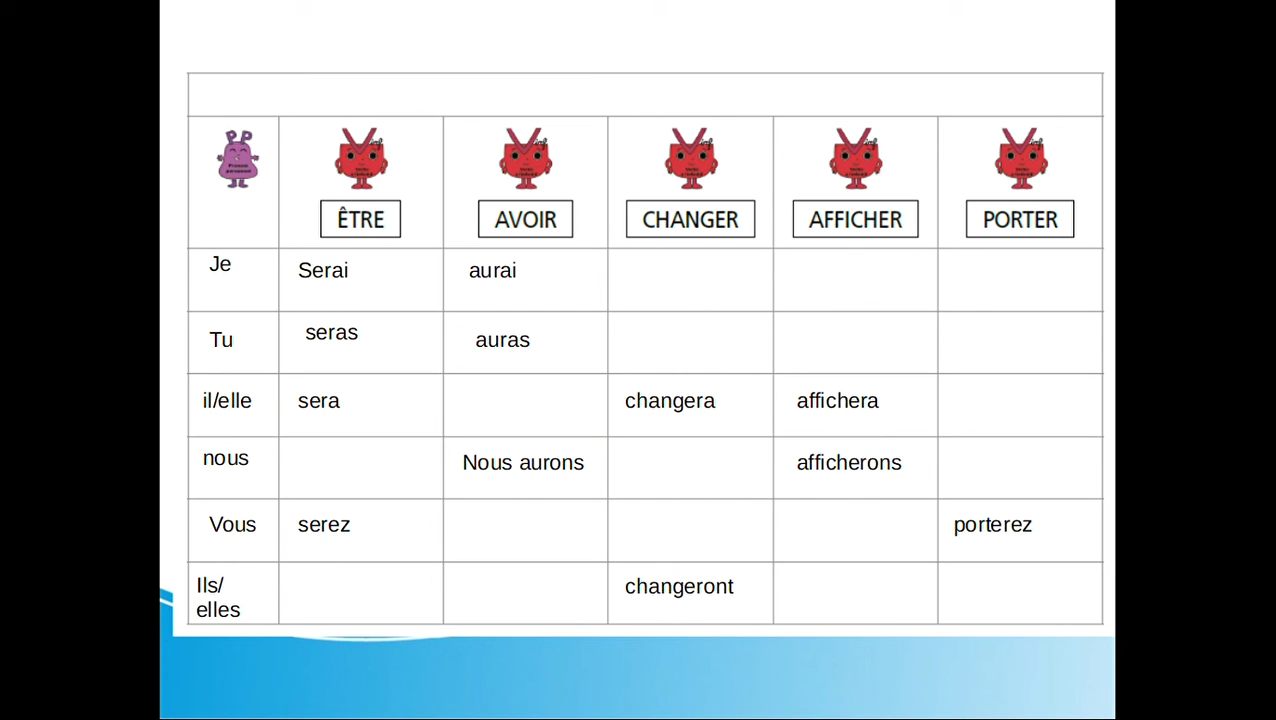 ÊTRE AVOIR CHANGER AFFICHER PORTER
Je Serai aurai
Tu seras auras
il/elle sera changera affichera
nous Nous aurons afficherons
Vous serez porterez
Ils/
elles changeront